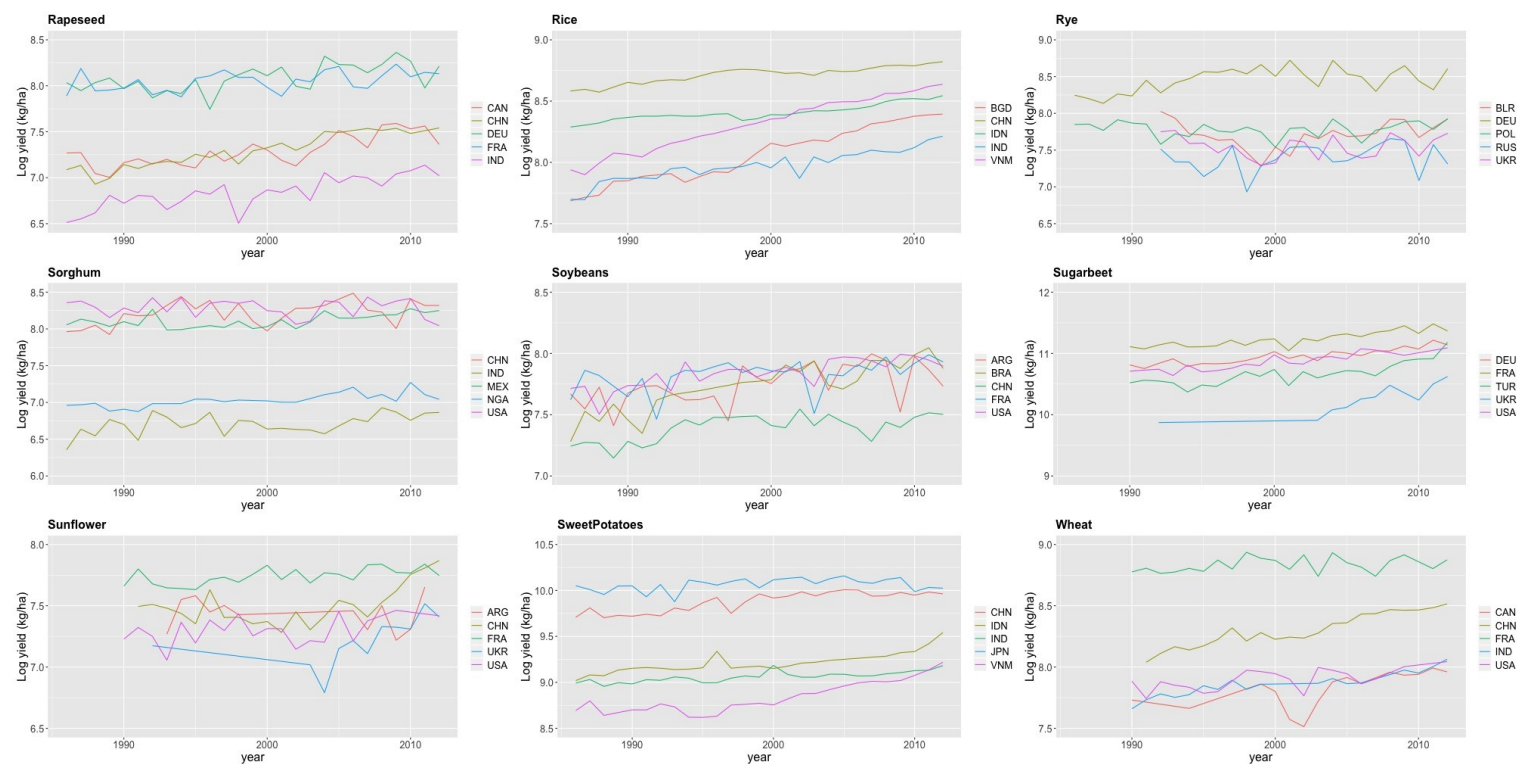 Rapeseed
Log yield (kg/ha)
8.5
8.0
7.5
7.0
6.5
1990
2000
2010
year
CAN
CHN
DEU
FRA
IND
Rice
Log yield (kg/ha)
9.0
8.5
8.0
7.5
1990
2000
2010
year
BGD
CHN
IDN
IND
VNM
Rye
Log yield (kg/ha)
9.0
8.5
8.0
7.5
7.0
6.5
1990
2000
2010
year
BLR
DEU
POL
RUS
UKR
Sorghum
Log yield (kg/ha)
8.5
8.0
7.5
7.0
6.5
6.0
1990
2000
2010
year
CHN
IND
MEX
NGA
USA
Soybeans
Log yield (kg/ha)
8.5
8.0
7.5
7.0
1990
2000
2010
year
ARG
BRA
CHN
FRA
USA
Sugarbeet
Log yield (kg/ha)
12
11
10
9
1990
2000
2010
year
DEU
FRA
TUR
UKR
USA
Sunflower
Log yield (kg/ha)
8.0
7.5
7.0
6.5
1990
2000
2010
year
ARG
CHN
FRA
UKR
USA
SweetPotatoes
Log yield (kg/ha)
10.5
10.0
9.5
9.0
8.5
1990
2000
2010
year
CHN
IDN
IND
JPN
VNM
Wheat
Log yield (kg/ha)
9.0
8.5
8.0
7.5
1990
2000
2010
year
CAN
CHN
FRA
IND
USA